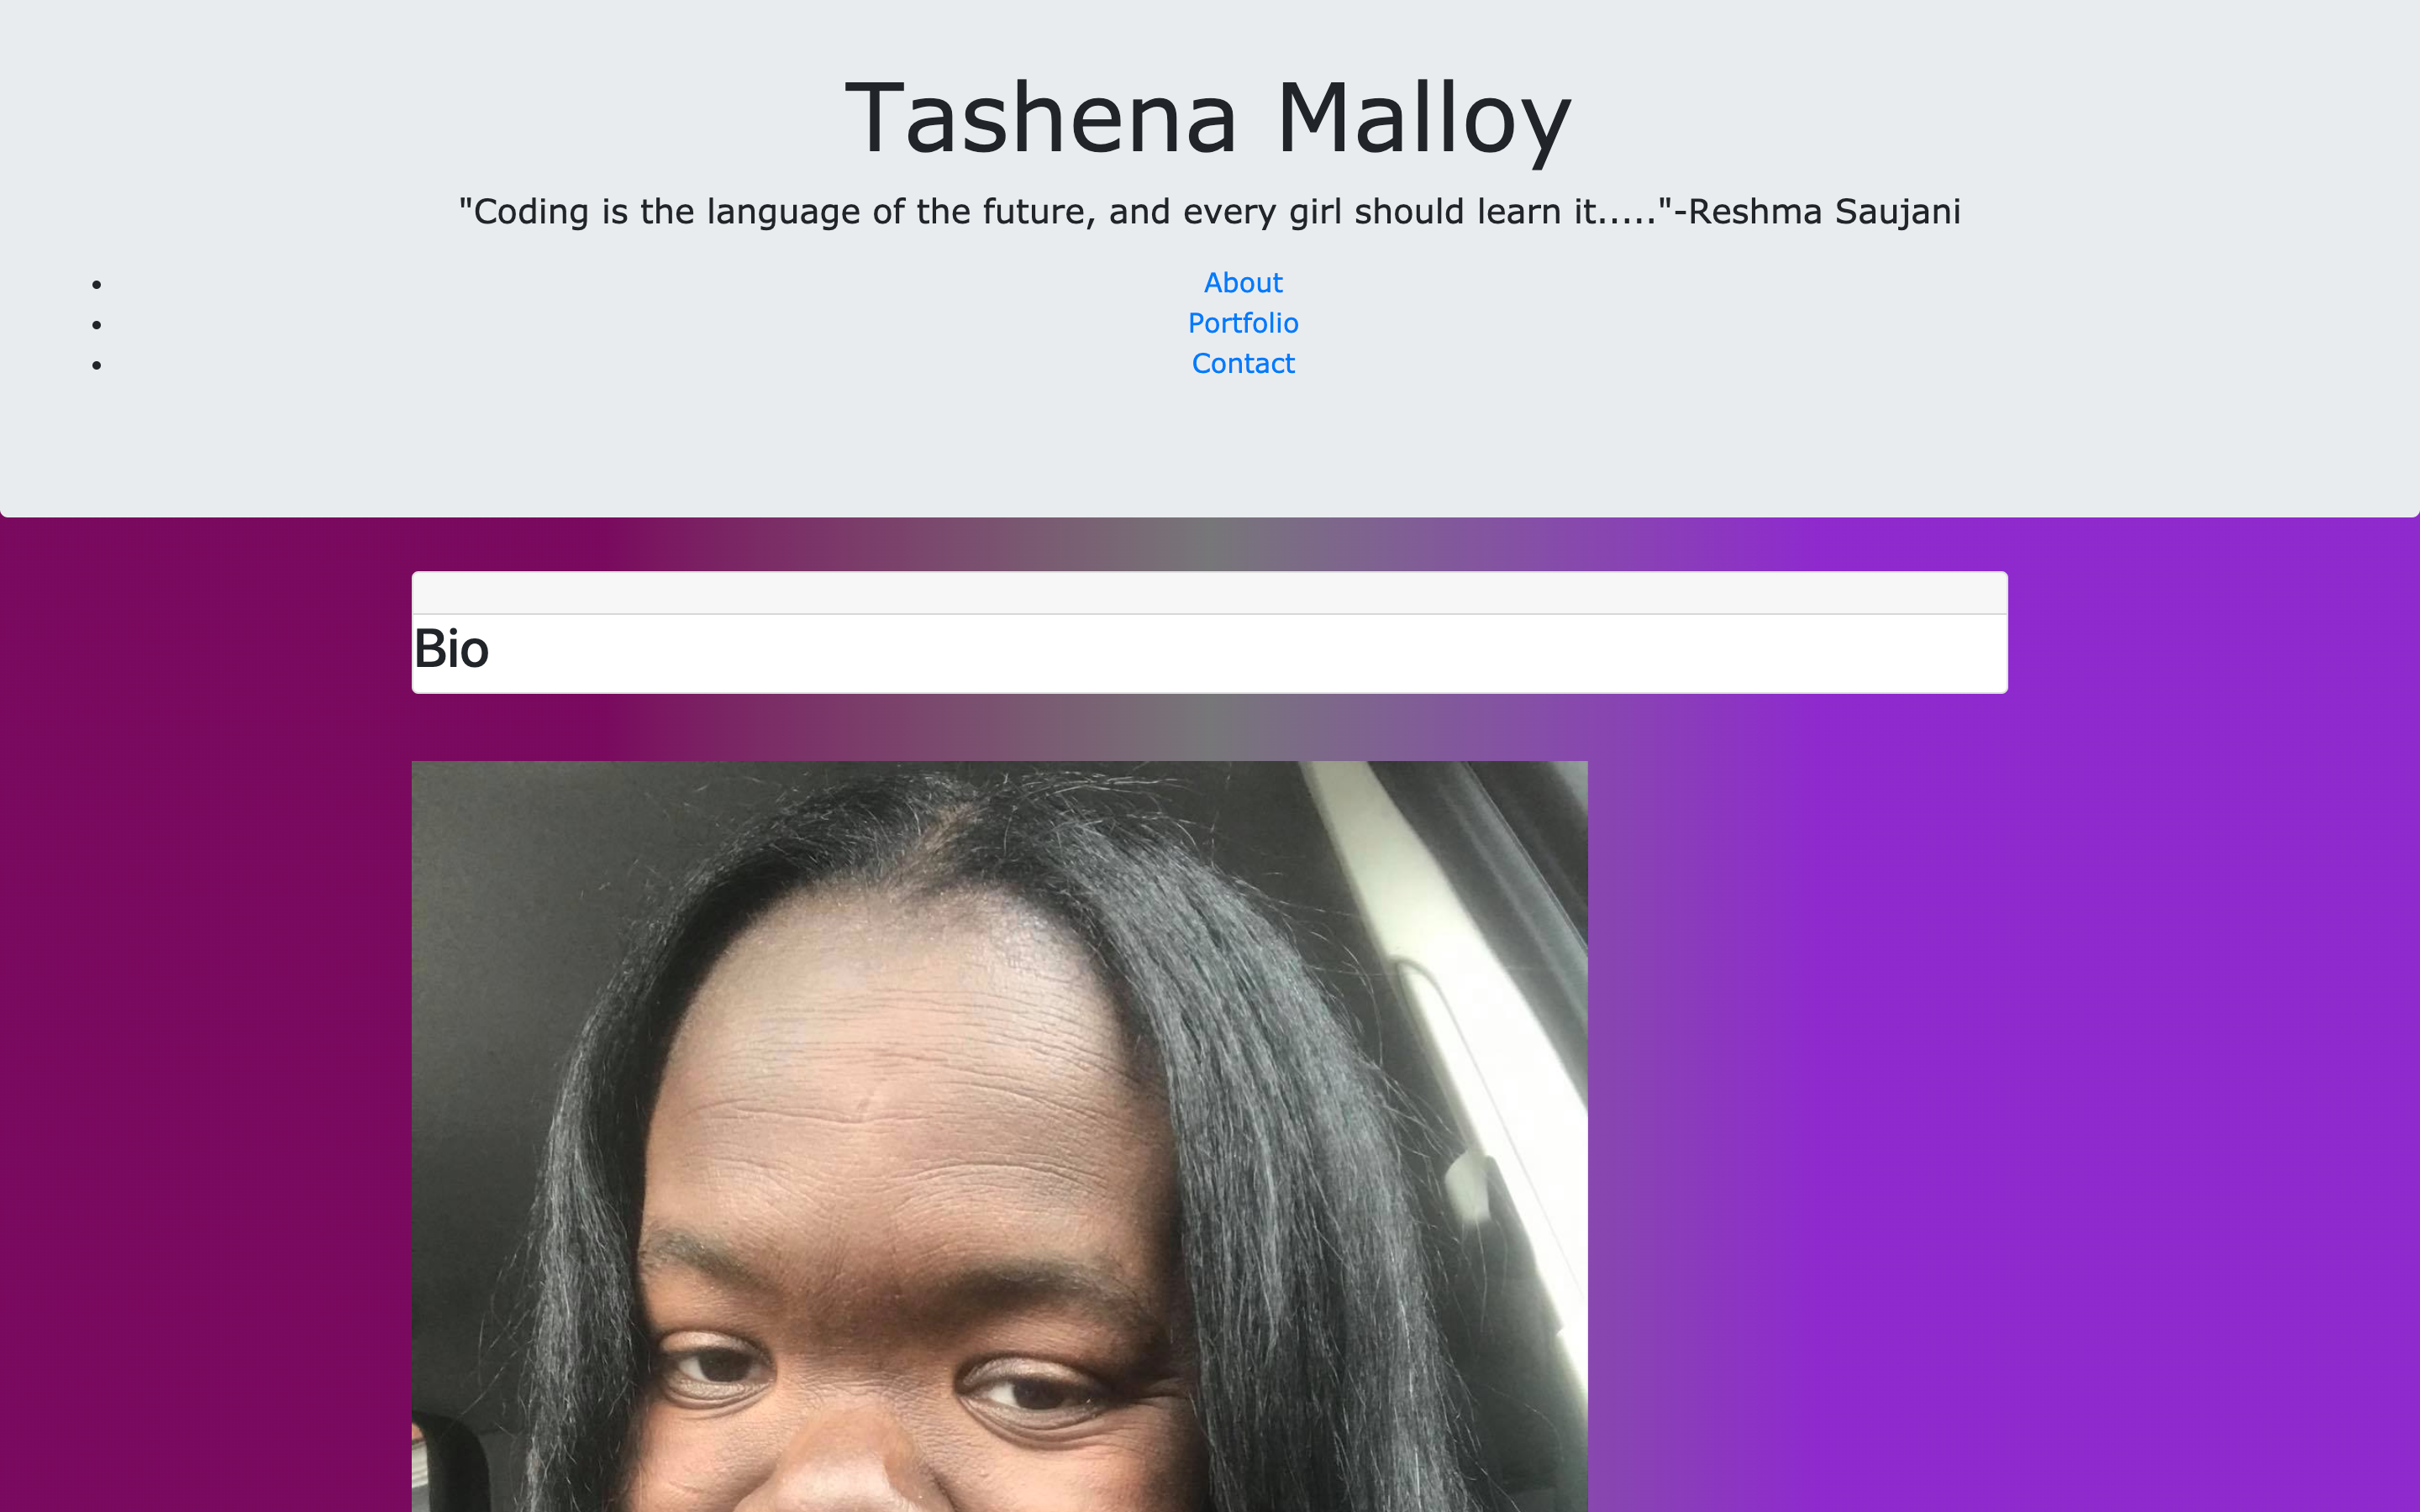 Tashena Malloy
"Coding is the language of the future, and every girl should learn it....."-Reshma Saujani
• About
• Portfolio
• Contact
Bio